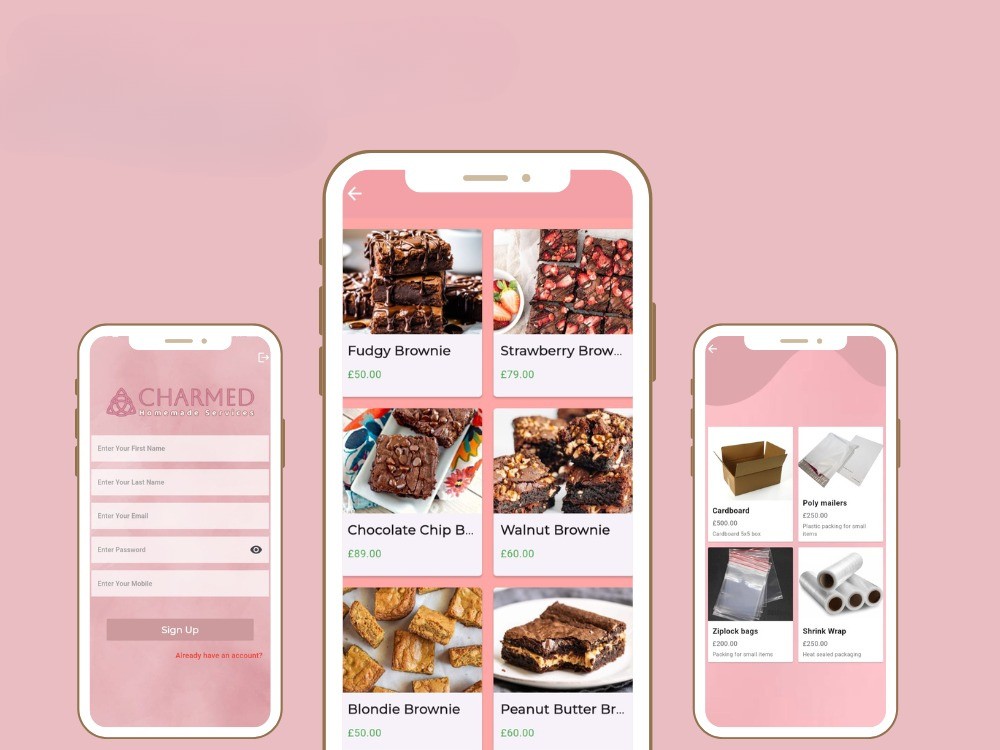 CHARMED
Homemade Services
Enter Your First Name
Enter Your Last Name
Enter Your Email
Enter Password
Enter Your Mobile
Sign Up
Already have an account?
Fudgy Brownie
£50.00
Strawberry Brow...
£79.00
Chocolate Chip B...
£89.00
Walnut Brownie
£60.00
Blondie Brownie
£50.00
Peanut Butter Br...
£60.00
Cardboard
£500.00
Cardboard 5x5 box
Poly mailers
£250.00
Plastic packing for small
items
Ziplock bags
£200.00
Packing for small items
Shrink Wrap
£250.00
Heat sealed packaging